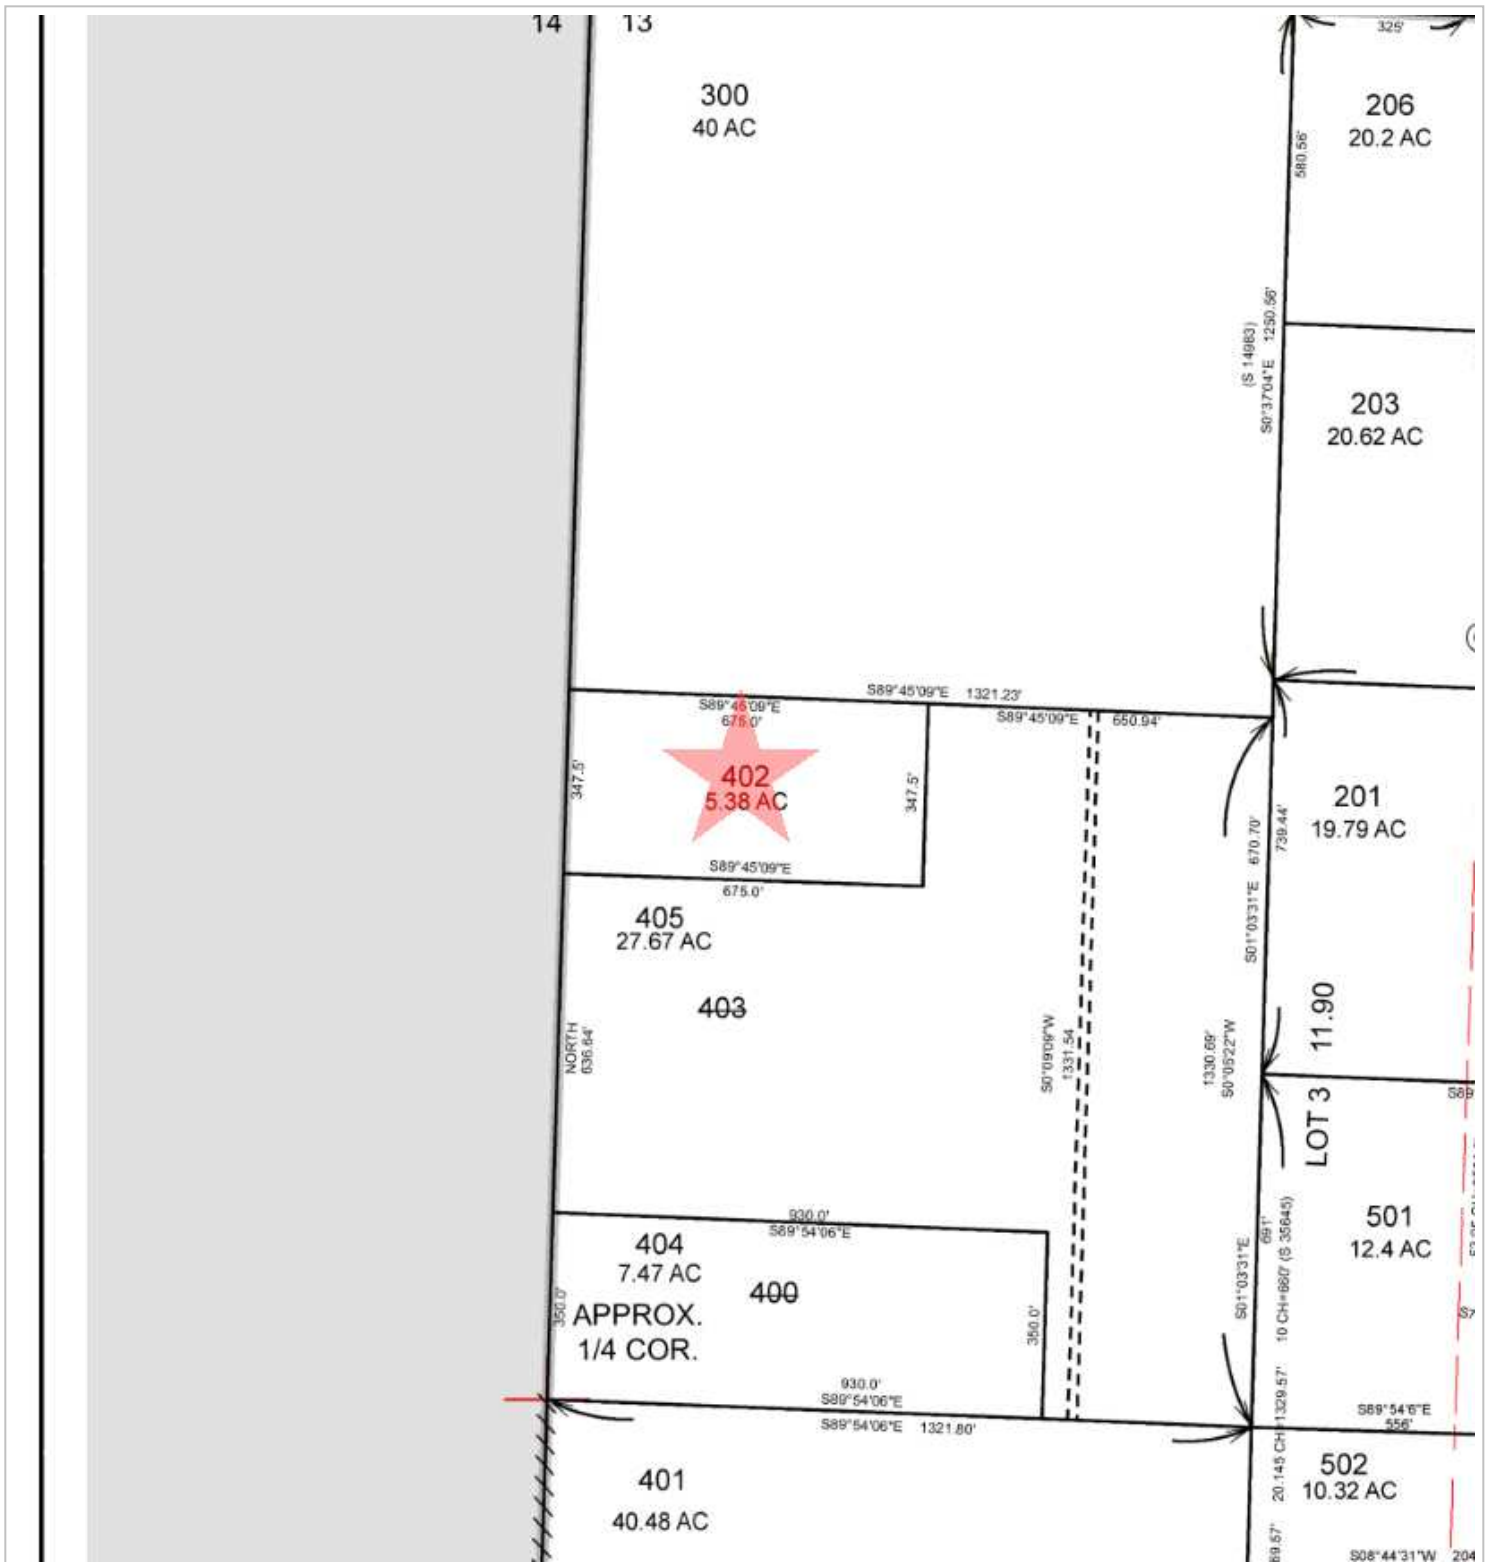 14 13
325'
300
40 AC
206
20.2 AC
580.56'
(S 14983)
S0°37'04"E 1250.56'
203
20.62 AC
S89°45'09"E 1321.23'
S89°45'09"E
675.0'
S89°45'09"E 650.94'
347.5'
402
5.38 AC
347.5'
S89°45'09"E
675.0'
201
19.79 AC
739.44'
S01°03'31"E 670.70'
405
27.67 AC
403
NORTH
636.64'
S0°09'09"W
1331.54
1330.69'
S0°05'22"W
11.90
LOT 3
S89°
930.0'
S89°54'06"E
404
7.47 AC
400
350.0'
APPROX.
1/4 COR.
350.0'
S01°03'31"E
691'
20.145 CH=1329.57' 10 CH=660' (S 35645)
501
12.4 AC
S7
930.0'
S89°54'06"E
S89°54'06"E 1321.80'
S89°54'6"E
556'
401
40.48 AC
502
10.32 AC
69.57'
S08°44'31"W 204